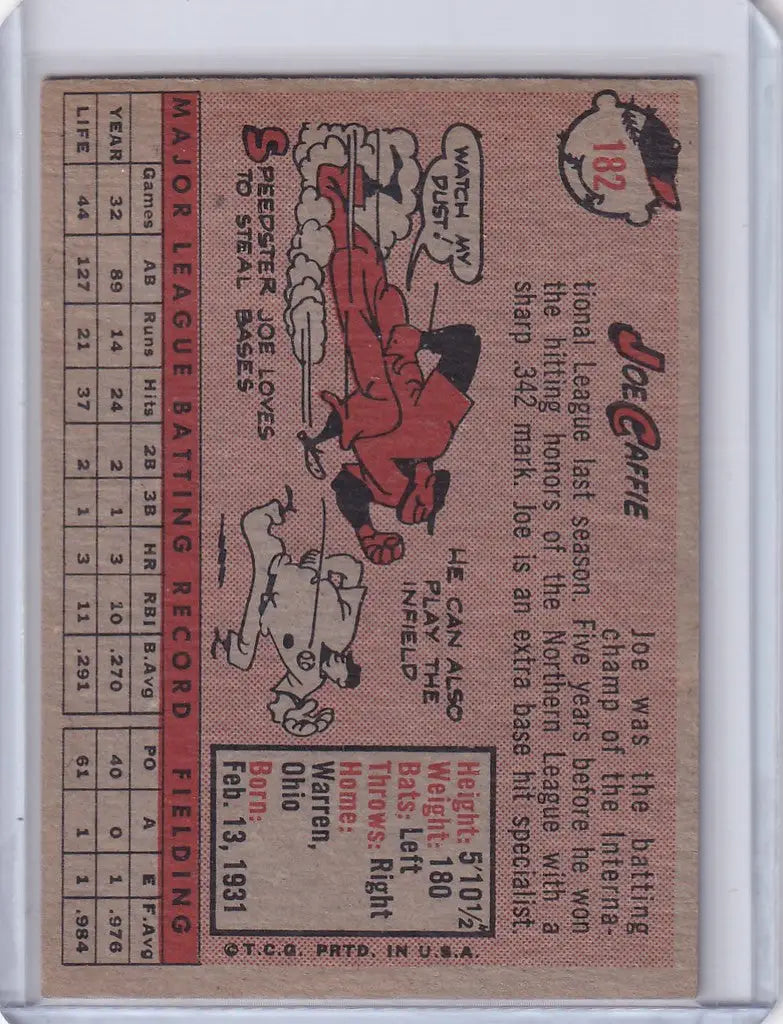 182
JOE CAFFIE
Joe was the batting
champ of the Interna-
tional League last season. Five years before he won
the hitting honors of the Northern League with a
sharp .342 mark. Joe is an extra base hit specialist.
WATCH MY
DUST!
SPEEDSTER JOE LOVES
TO STEAL BASES
HE CAN ALSO
PLAY THE
INFIELD
Height: 5'10½"
Weight: 180
Bats: Left
Throws: Right
Home:
Warren,
Ohio
Born:
Feb. 13, 1931
©T.C.G. PRTD. IN U.S.A.
MAJOR LEAGUE BATTING RECORD FIELDING
Games AB Runs Hits 2B 3B HR RBI B.Avg PO A E F.Avg
YEAR 32 89 14 24 2 1 3 10 .270 40 0 1 .976
LIFE 44 127 21 37 2 1 3 11 .291 61 1 1 .984